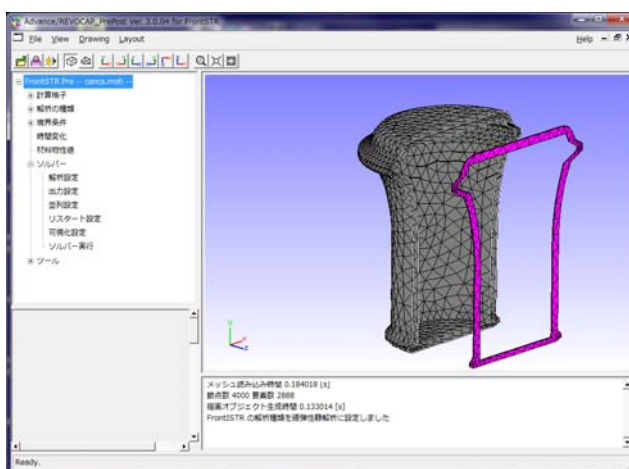 Advance/REVOCAP_PrePost Ver. 3.0.04 for FrontSTR
File View Drawing Layout Help
FrontSTR Pre -- cancs.msh --
計算格子
解析の種類
境界条件
時間変化
材料物性値
ソルバー
解析設定
出力設定
並列設定
リスタート設定
可視化設定
ソルバー実行
ツール
メッシュ読み込み時間 0.184018 [s]
節点数 4000 要素数 2888
描画オブジェクト生成時間 0.133014 [s]
FrontISTR の解析種類を線弾性静解析に設定しました
Ready.